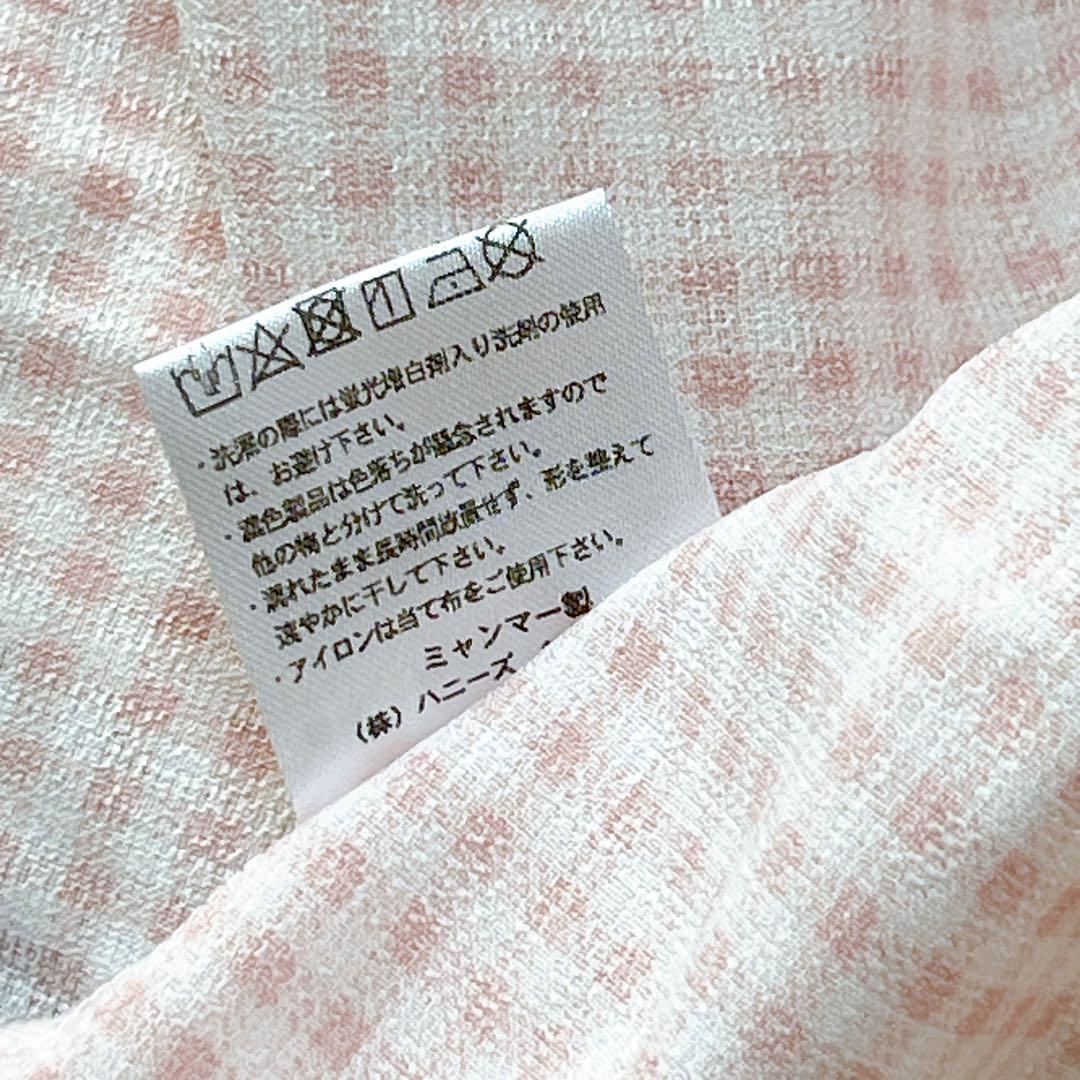 ・洗濯の際には蛍光増白剤入り洗剤の使用
は、お避け下さい。
・濃色製品は色落ちが懸念されますので
他の物と分けて洗って下さい。
・濡れたまま長時間放置せず、形を整えて
速やかに干して下さい。
・アイロンは当て布をご使用下さい。
ミャンマー製
(株) ハニーズ